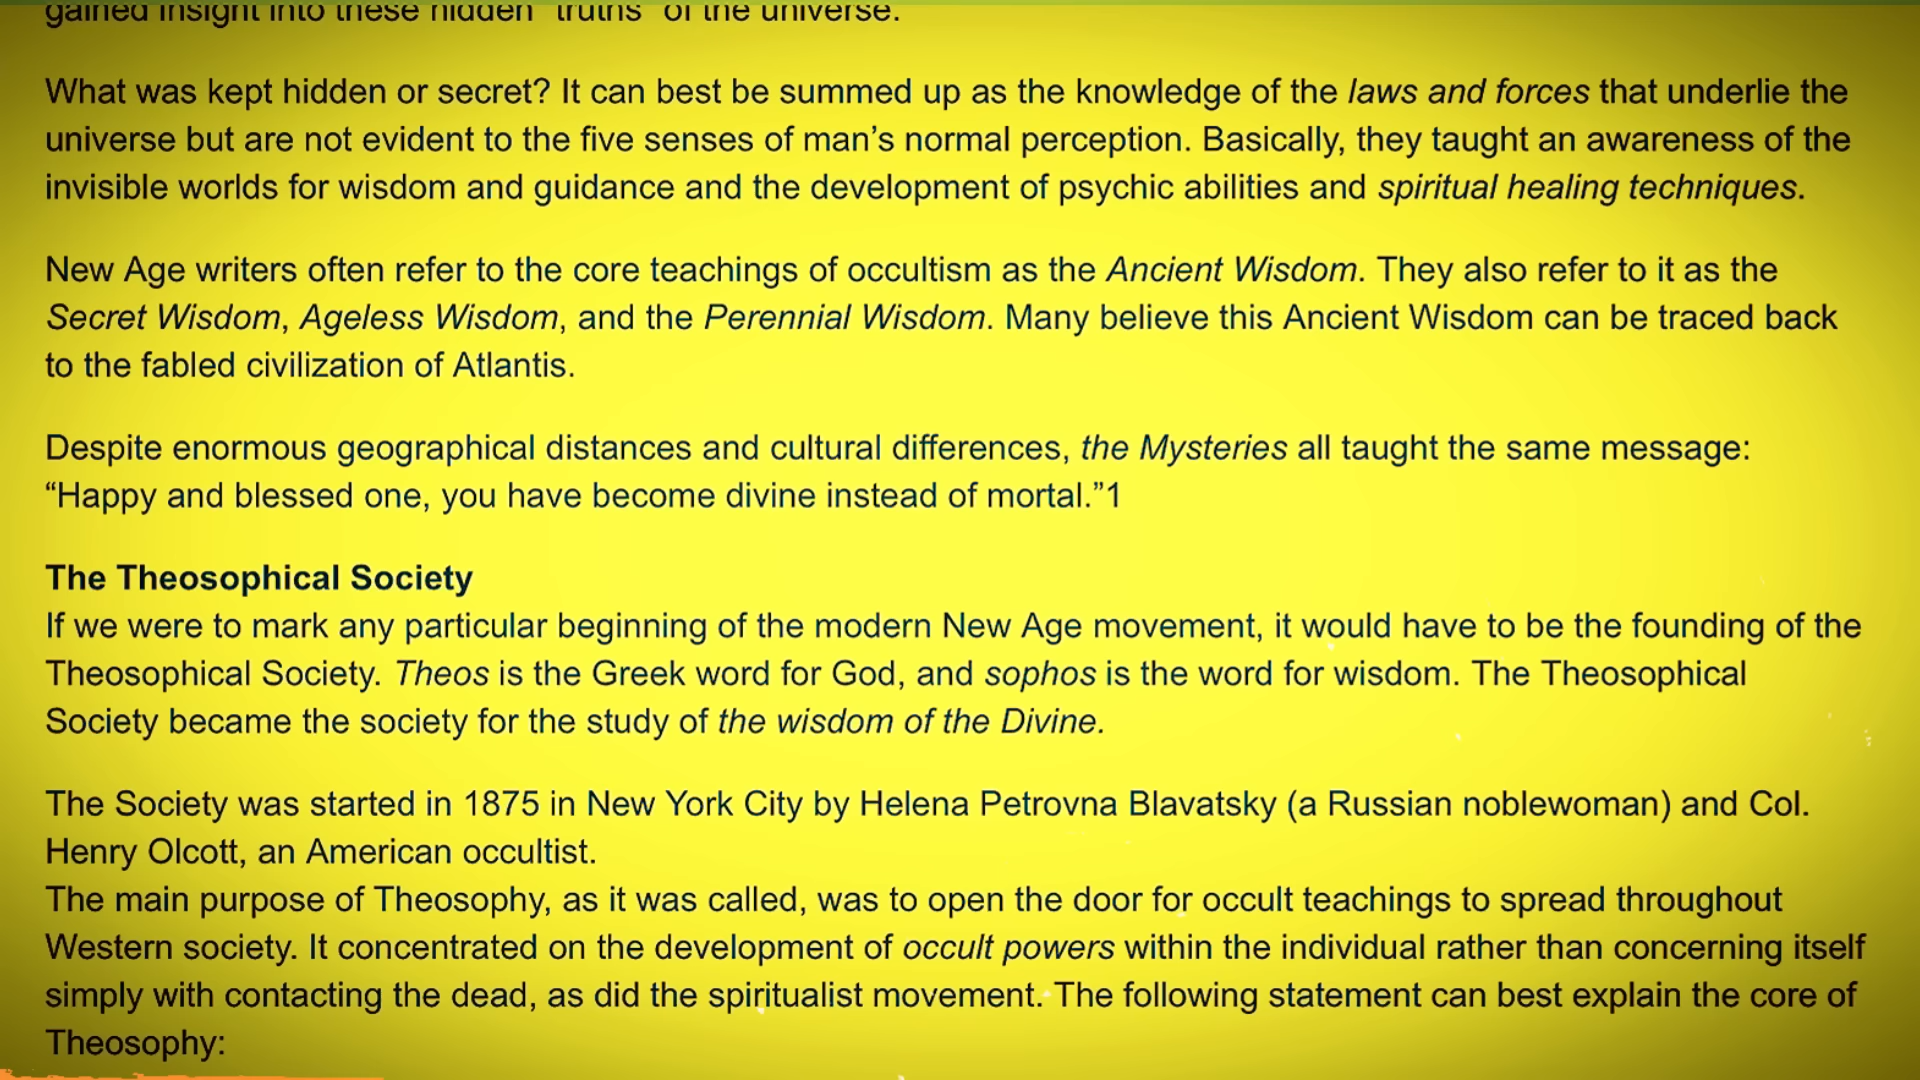 gained insight into these hidden “truths” of the universe.
What was kept hidden or secret? It can best be summed up as the knowledge of the laws and forces that underlie the
universe but are not evident to the five senses of man’s normal perception. Basically, they taught an awareness of the
invisible worlds for wisdom and guidance and the development of psychic abilities and spiritual healing techniques.
New Age writers often refer to the core teachings of occultism as the Ancient Wisdom. They also refer to it as the
Secret Wisdom, Ageless Wisdom, and the Perennial Wisdom. Many believe this Ancient Wisdom can be traced back
to the fabled civilization of Atlantis.
Despite enormous geographical distances and cultural differences, the Mysteries all taught the same message:
“Happy and blessed one, you have become divine instead of mortal.”1
The Theosophical Society
If we were to mark any particular beginning of the modern New Age movement, it would have to be the founding of the
Theosophical Society. Theos is the Greek word for God, and sophos is the word for wisdom. The Theosophical
Society became the society for the study of the wisdom of the Divine.
The Society was started in 1875 in New York City by Helena Petrovna Blavatsky (a Russian noblewoman) and Col.
Henry Olcott, an American occultist.
The main purpose of Theosophy, as it was called, was to open the door for occult teachings to spread throughout
Western society. It concentrated on the development of occult powers within the individual rather than concerning itself
simply with contacting the dead, as did the spiritualist movement. The following statement can best explain the core of
Theosophy: